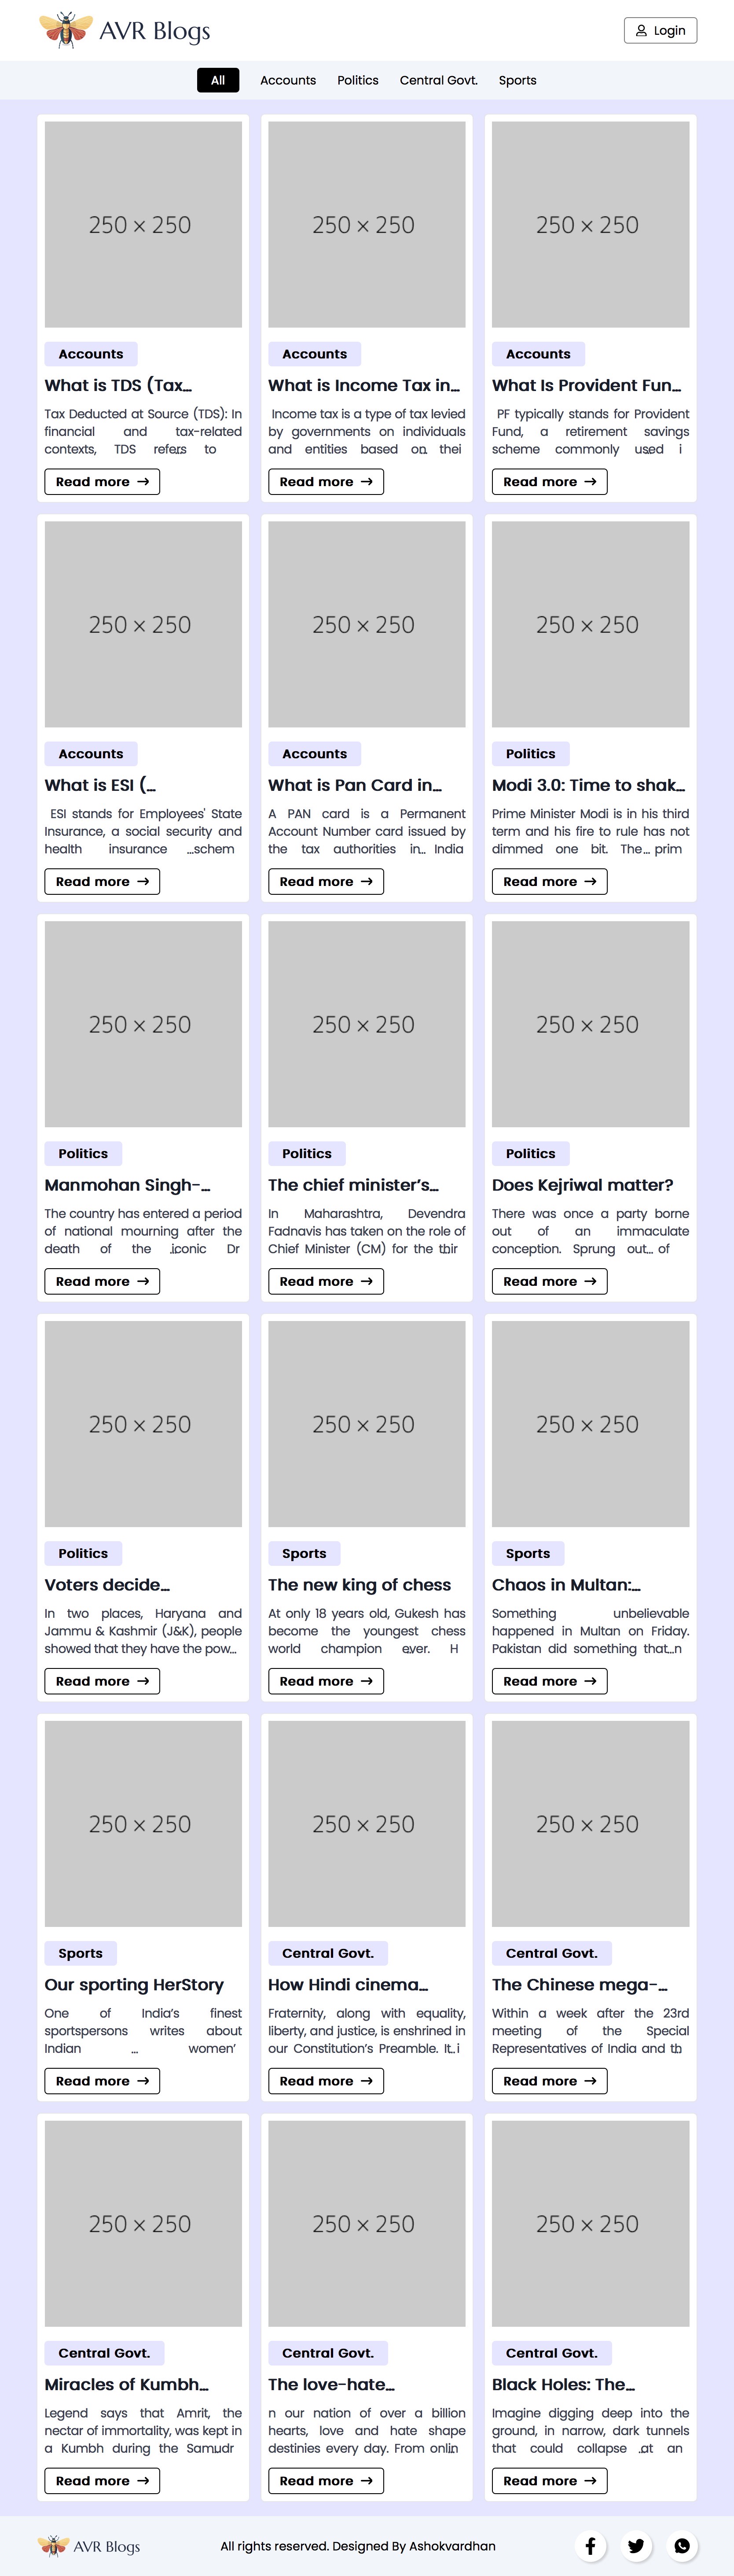 AVR Blogs
Login
All Accounts Politics Central Govt. Sports
250 × 250
Accounts
What is TDS (Tax...
Tax Deducted at Source (TDS): In
financial and tax-related
contexts, TDS refers to
Read more →
250 × 250
Accounts
What is Income Tax in...
Income tax is a type of tax levied
by governments on individuals
and entities based on thei
Read more →
250 × 250
Accounts
What Is Provident Fun...
PF typically stands for Provident
Fund, a retirement savings
scheme commonly used i
Read more →
250 × 250
Accounts
What is ESI (...
ESI stands for Employees' State
Insurance, a social security and
health insurance ...schem
Read more →
250 × 250
Accounts
What is Pan Card in...
A PAN card is a Permanent
Account Number card issued by
the tax authorities in... India
Read more →
250 × 250
Politics
Modi 3.0: Time to shak...
Prime Minister Modi is in his third
term and his fire to rule has not
dimmed one bit. The... prim
Read more →
250 × 250
Politics
Manmohan Singh-...
The country has entered a period
of national mourning after the
death of the iconic Dr
Read more →
250 × 250
Politics
The chief minister’s...
In Maharashtra, Devendra
Fadnavis has taken on the role of
Chief Minister (CM) for the thir
Read more →
250 × 250
Politics
Does Kejriwal matter?
There was once a party borne
out of an immaculate
conception. Sprung out... of
Read more →
250 × 250
Politics
Voters decide...
In two places, Haryana and
Jammu & Kashmir (J&K), people
showed that they have the pow...
Read more →
250 × 250
Sports
The new king of chess
At only 18 years old, Gukesh has
become the youngest chess
world champion ever. H
Read more →
250 × 250
Sports
Chaos in Multan:...
Something unbelievable
happened in Multan on Friday.
Pakistan did something that...n
Read more →
250 × 250
Sports
Our sporting HerStory
One of India’s finest
sportspersons writes about
Indian ... women’
Read more →
250 × 250
Central Govt.
How Hindi cinema...
Fraternity, along with equality,
liberty, and justice, is enshrined in
our Constitution’s Preamble. It...i
Read more →
250 × 250
Central Govt.
The Chinese mega-...
Within a week after the 23rd
meeting of the Special
Representatives of India and th
Read more →
250 × 250
Central Govt.
Miracles of Kumbh...
Legend says that Amrit, the
nectar of immortality, was kept in
a Kumbh during the Samudr
Read more →
250 × 250
Central Govt.
The love-hate...
n our nation of over a billion
hearts, love and hate shape
destinies every day. From onlin
Read more →
250 × 250
Central Govt.
Black Holes: The...
Imagine digging deep into the
ground, in narrow, dark tunnels
that could collapse ...at an
Read more →
AVR Blogs
All rights reserved. Designed By Ashokvardhan